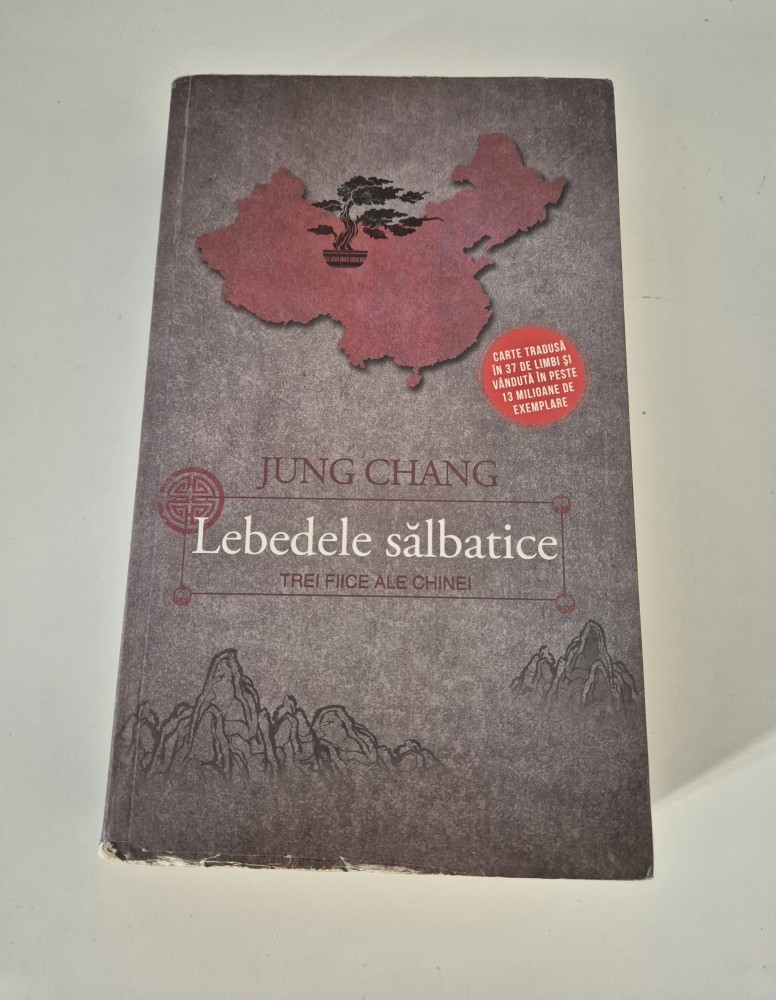 CARTE TRADUSĂ
ÎN 37 DE LIMBI ȘI
VÂNDUTĂ ÎN PESTE
13 MILIOANE DE
EXEMPLARE
JUNG CHANG
Lebedele sălbatice
TREI FIICE ALE CHINEI